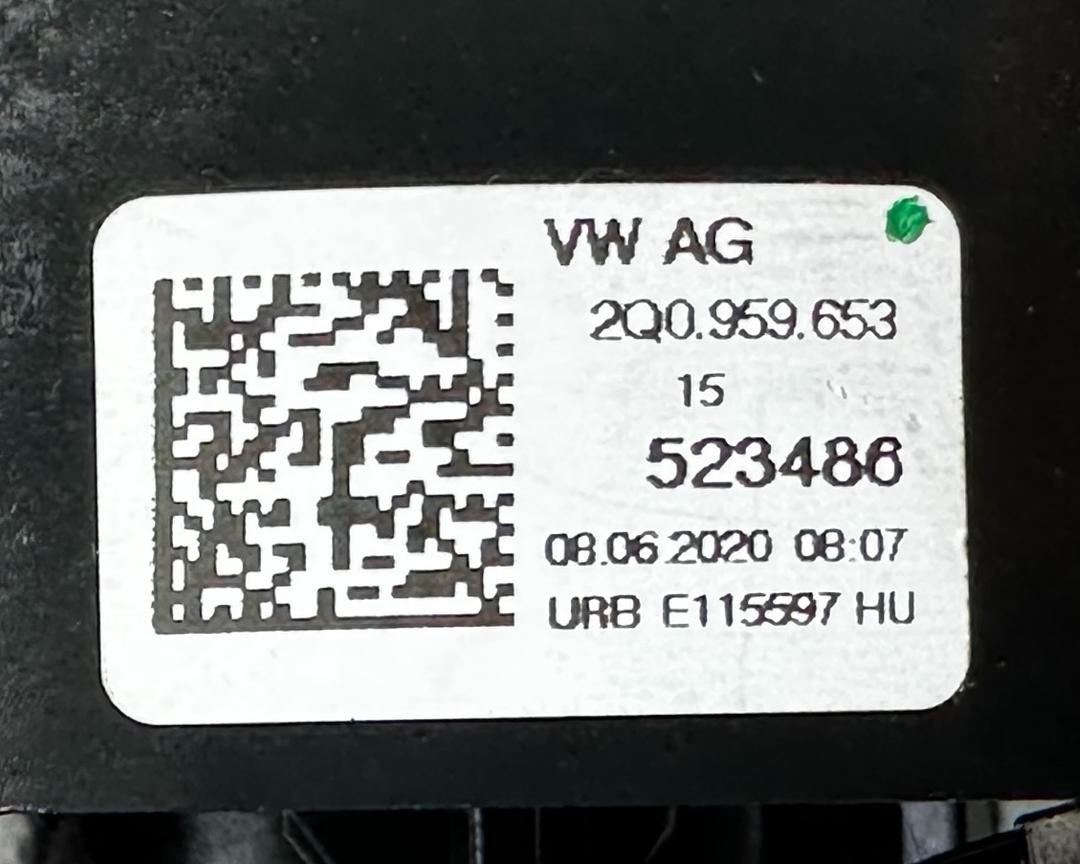 VW AG
2Q0.959.653
15
523486
08.06.2020 08:07
URB E115597 HU